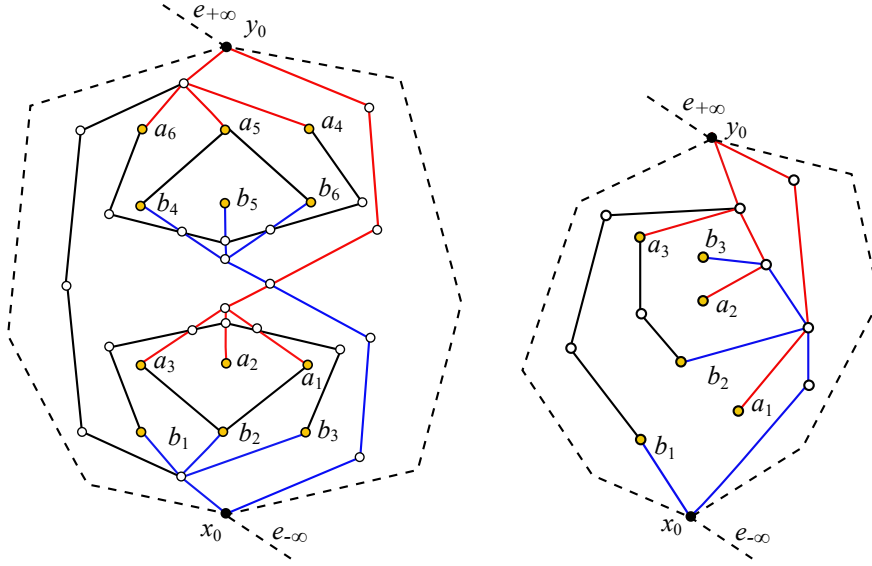 e₊∞
y₀
a₆
a₅
a₄
b₄
b₅
b₆
a₃
a₂
a₁
b₁
b₂
b₃
x₀
e₋∞
e₊∞
y₀
a₃
b₃
a₂
b₂
a₁
b₁
x₀
e₋∞